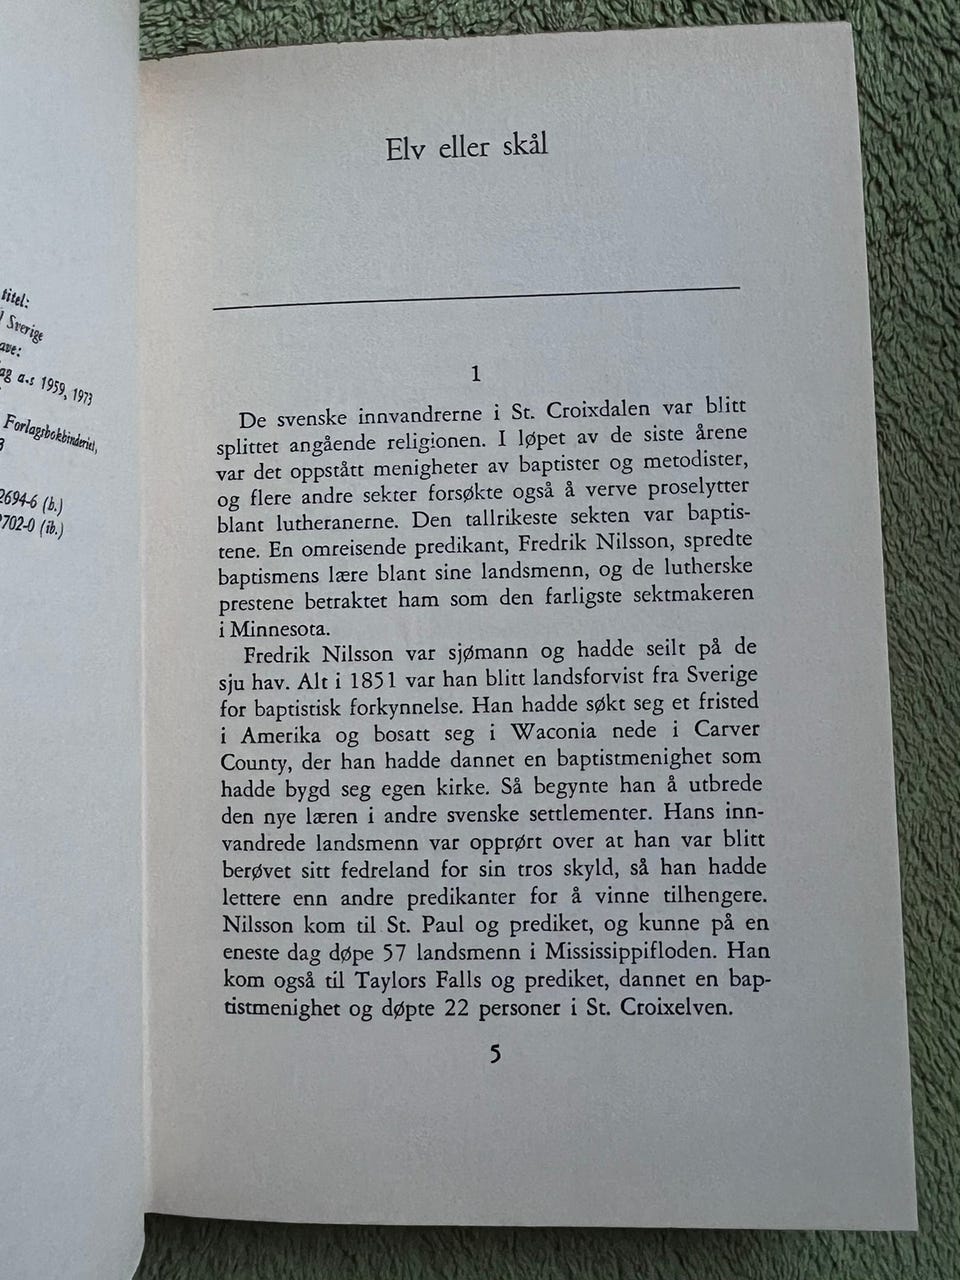 titel:
Sverige
ave:
ag a.s 1959, 1973
Forlagsbokbinderiet,
3
2694-6 (b.)
702-0 (ib.)
Elv eller skål
1
De svenske innvandrerne i St. Croixdalen var blitt
splittet angående religionen. I løpet av de siste årene
var det oppstått menigheter av baptister og metodister,
og flere andre sekter forsøkte også å verve proselytter
blant lutheranerne. Den tallrikeste sekten var baptis-
tene. En omreisende predikant, Fredrik Nilsson, spredte
baptismens lære blant sine landsmenn, og de lutherske
prestene betraktet ham som den farligste sektmakeren
i Minnesota.
Fredrik Nilsson var sjømann og hadde seilt på de
sju hav. Alt i 1851 var han blitt landsforvist fra Sverige
for baptistisk forkynnelse. Han hadde søkt seg et fristed
i Amerika og bosatt seg i Waconia nede i Carver
County, der han hadde dannet en baptistmenighet som
hadde bygd seg egen kirke. Så begynte han å utbrede
den nye læren i andre svenske settlementer. Hans inn-
vandrede landsmenn var opprørt over at han var blitt
berøvet sitt fedreland for sin tros skyld, så han hadde
lettere enn andre predikanter for å vinne tilhengere.
Nilsson kom til St. Paul og prediket, og kunne på en
eneste dag døpe 57 landsmenn i Mississippifloden. Han
kom også til Taylors Falls og prediket, dannet en bap-
tistmenighet og døpte 22 personer i St. Croixelven.
5